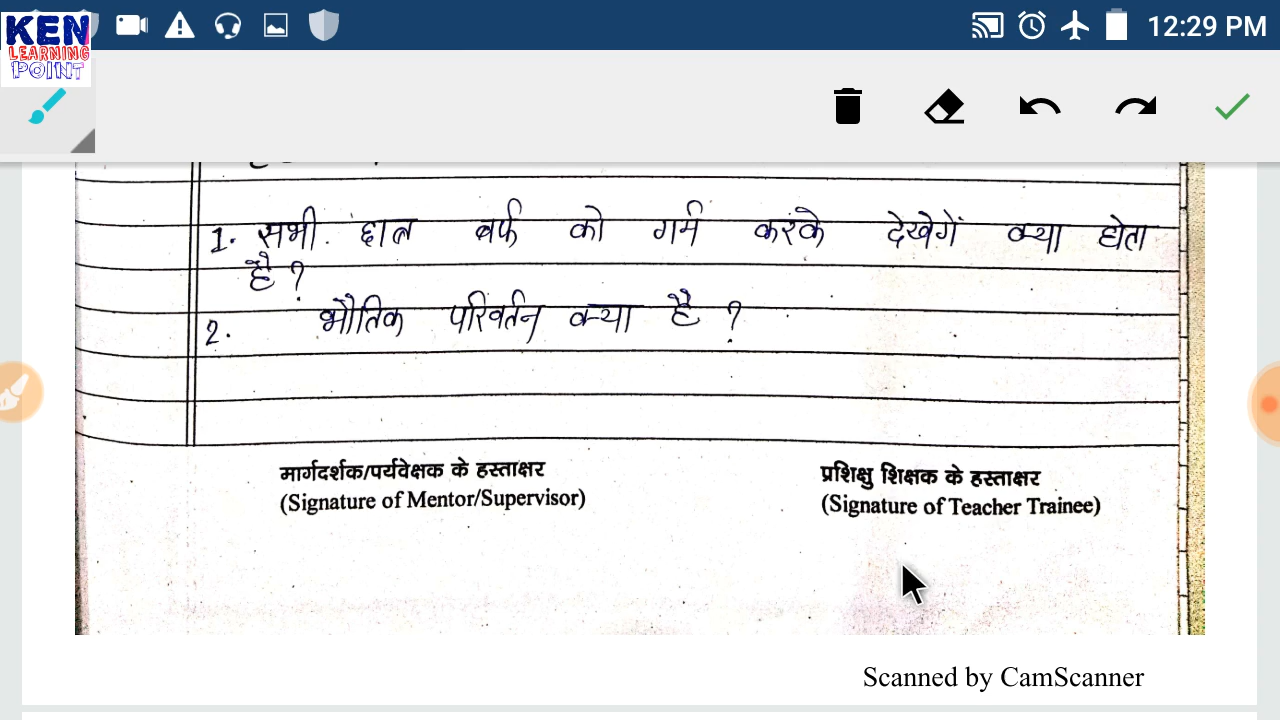 KEN
LEARNING
POINT
12:29 PM
1. सभी छात्र बर्फ को गर्म करके देखेगें क्या होता
है ?
2. भौतिक परिवर्तन क्या है ?
मार्गदर्शक/पर्यवेक्षक के हस्ताक्षर
(Signature of Mentor/Supervisor)
प्रशिक्षु शिक्षक के हस्ताक्षर
(Signature of Teacher Trainee)
Scanned by CamScanner